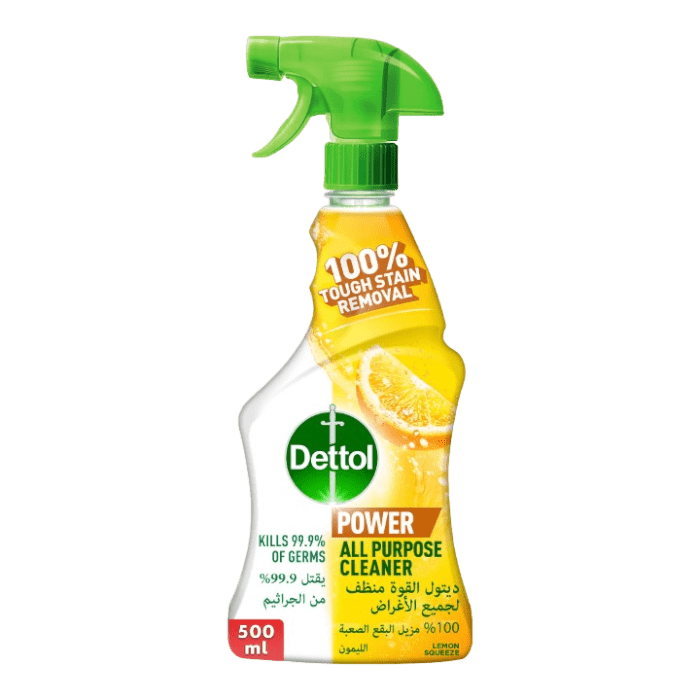 100%
TOUGH STAIN
REMOVAL
Dettol
POWER
KILLS 99.9%
OF GERMS
ALL PURPOSE
CLEANER
يقتل 99.9%
من الجراثيم
ديتول القوة منظف
لجميع الأغراض
100% مزيل البقع الصعبة
الليمون
500
ml
LEMON
SQUEEZE